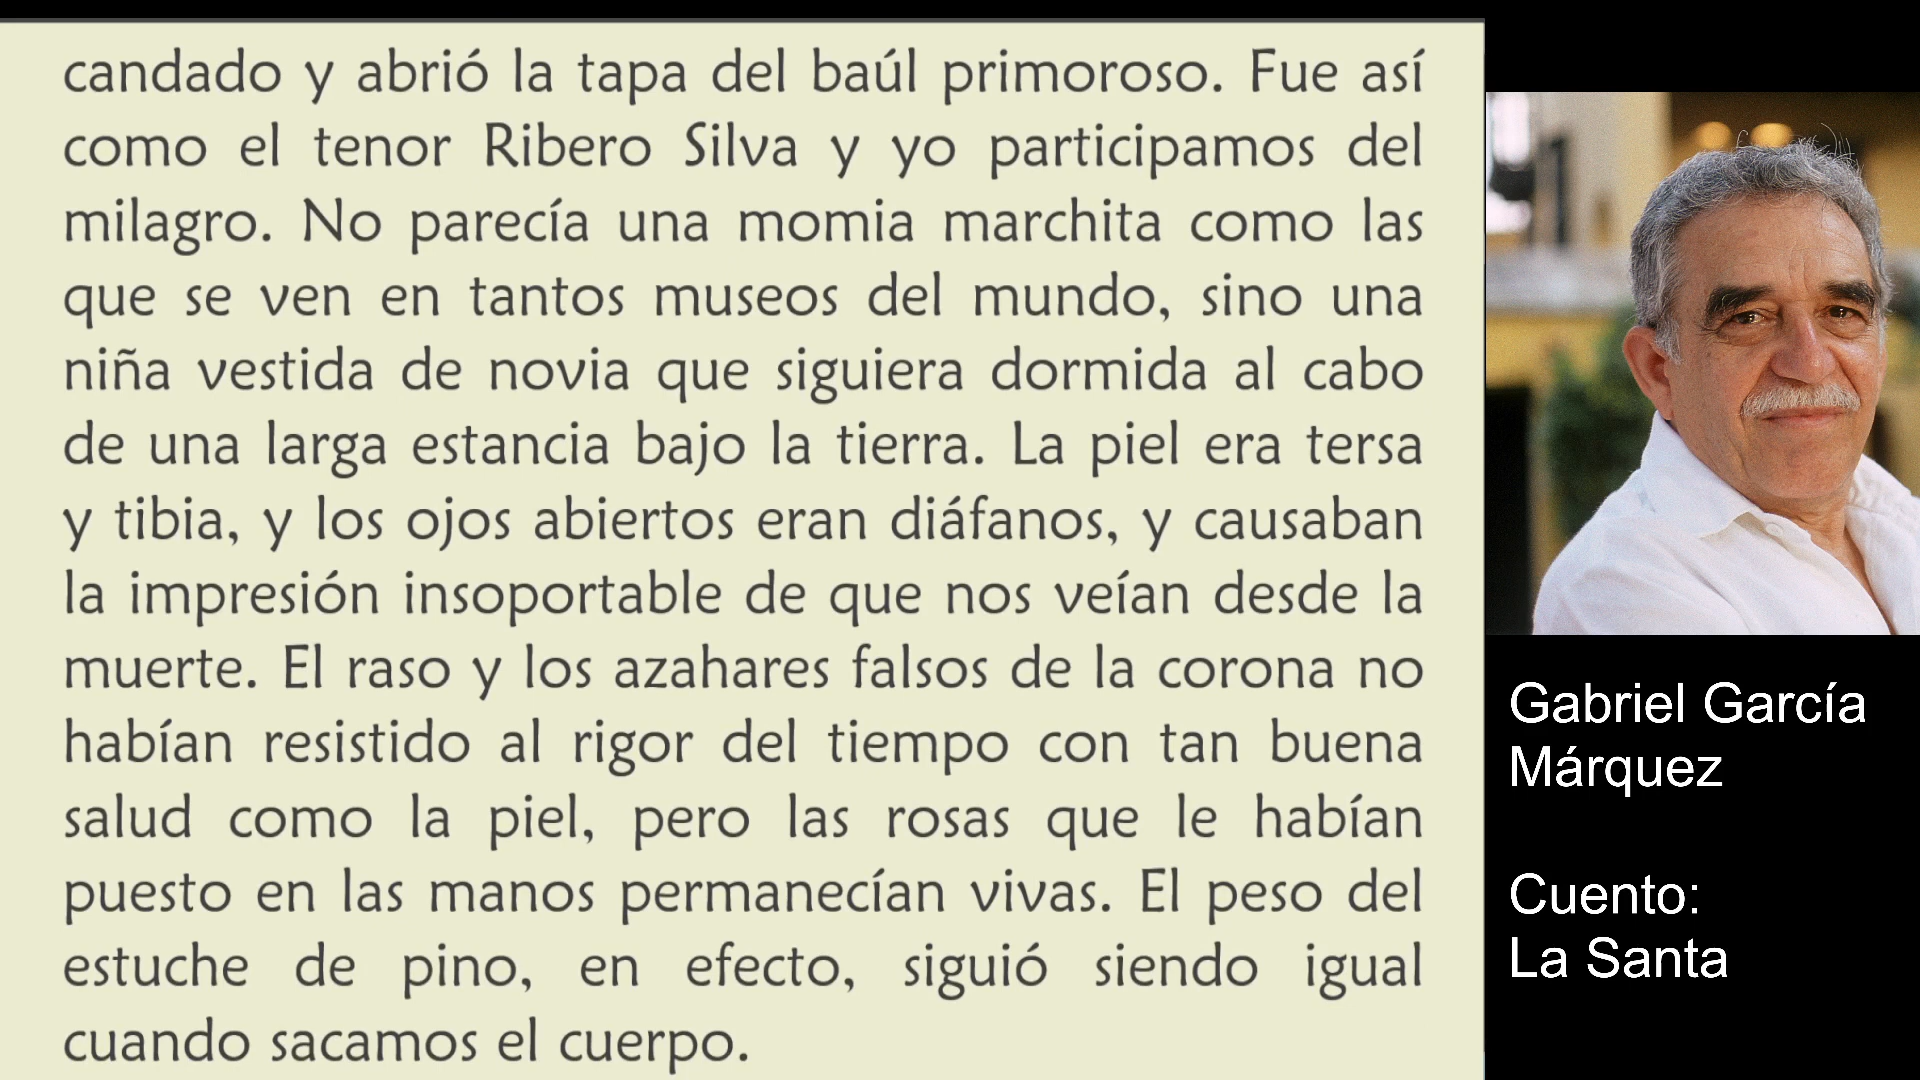 candado y abrió la tapa del baúl primoroso. Fue así
como el tenor Ribero Silva y yo participamos del
milagro. No parecía una momia marchita como las
que se ven en tantos museos del mundo, sino una
niña vestida de novia que siguiera dormida al cabo
de una larga estancia bajo la tierra. La piel era tersa
y tibia, y los ojos abiertos eran diáfanos, y causaban
la impresión insoportable de que nos veían desde la
muerte. El raso y los azahares falsos de la corona no
habían resistido al rigor del tiempo con tan buena
salud como la piel, pero las rosas que le habían
puesto en las manos permanecían vivas. El peso del
estuche de pino, en efecto, siguió siendo igual
cuando sacamos el cuerpo.
Gabriel García
Márquez
Cuento:
La Santa